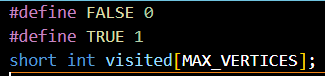 #define FALSE 0
#define TRUE 1
short int visited[MAX_VERTICES];